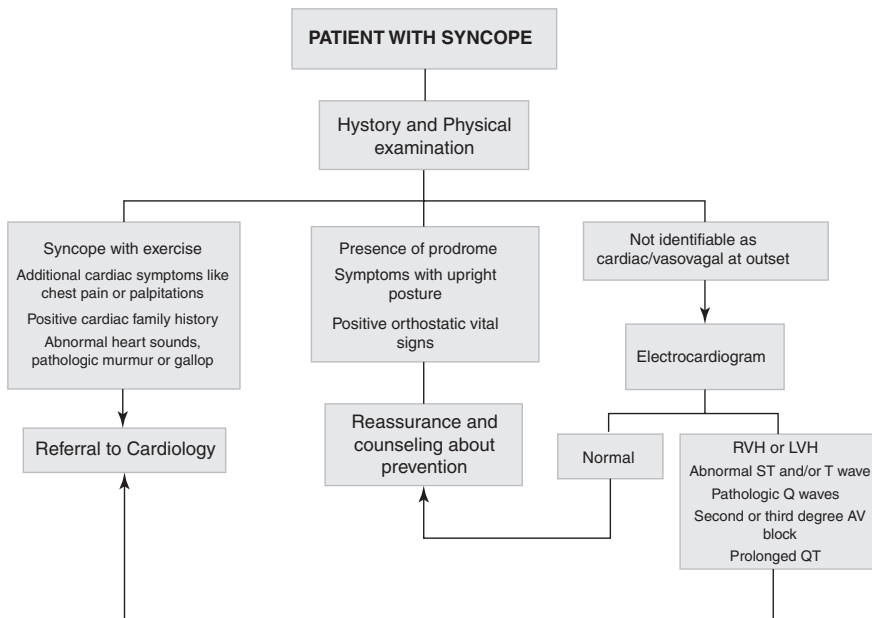 PATIENT WITH SYNCOPE
Hystory and Physical
examination
Syncope with exercise
Additional cardiac symptoms like
chest pain or palpitations
Positive cardiac family history
Abnormal heart sounds,
pathologic murmur or gallop
Referral to Cardiology
Presence of prodrome
Symptoms with upright
posture
Positive orthostatic vital
signs
Reassurance and
counseling about
prevention
Not identifiable as
cardiac/vasovagal at outset
Electrocardiogram
Normal
RVH or LVH
Abnormal ST and/or T wave
Pathologic Q waves
Second or third degree AV
block
Prolonged QT